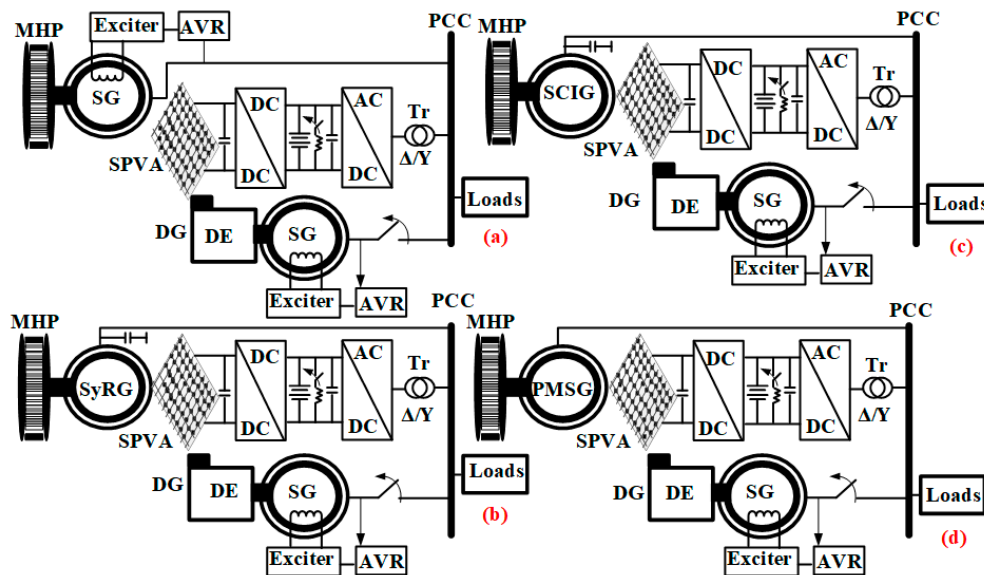 MHP
Exciter
AVR
PCC
SG
SPVA
DC
DC
AC
DC
Tr
Δ/Y
Loads
(a)
DG
DE
SG
Exciter
AVR
MHP
PCC
SCIG
SPVA
DC
DC
AC
DC
Tr
Δ/Y
Loads
(c)
DG
DE
SG
Exciter
AVR
MHP
PCC
SyRG
SPVA
DC
DC
AC
DC
Tr
Δ/Y
Loads
(b)
DG
DE
SG
Exciter
AVR
MHP
PCC
PMSG
SPVA
DC
DC
AC
DC
Tr
Δ/Y
Loads
(d)
DG
DE
SG
Exciter
AVR